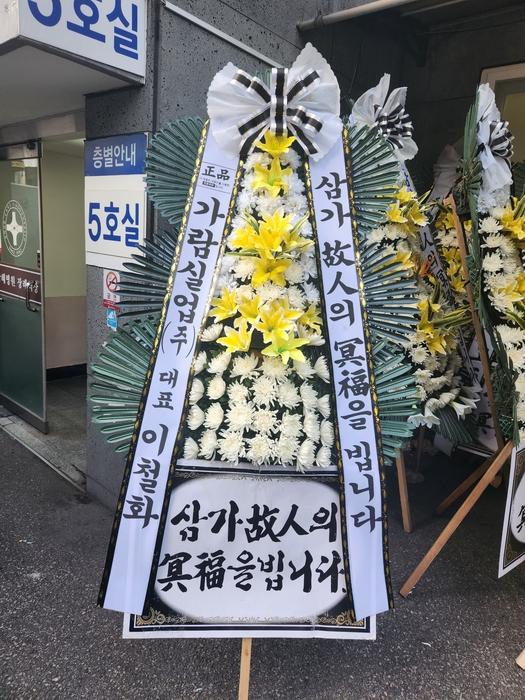 5호실
층별안내
5호실
正品
가람실업(주) 대표 이철화
삼가 故人의 冥福을 빕니다
삼가 故人의
冥福을 빕니다.